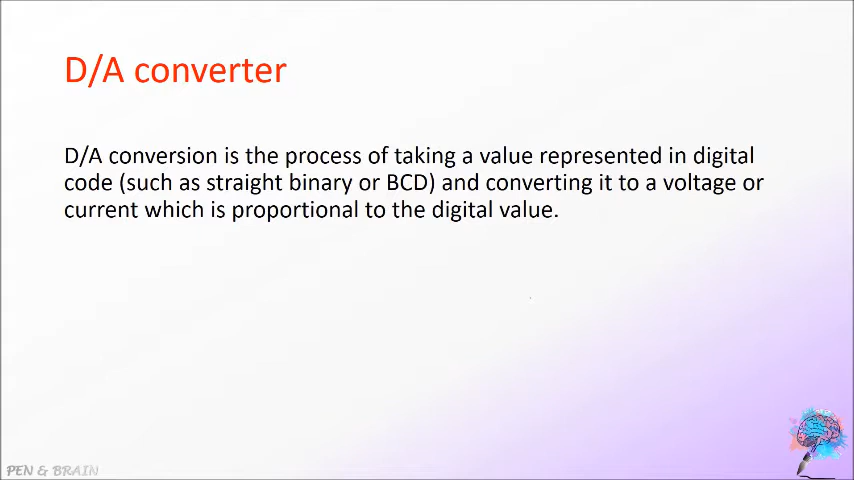 D/A converter
D/A conversion is the process of taking a value represented in digital
code (such as straight binary or BCD) and converting it to a voltage or
current which is proportional to the digital value.
PEN & BRAIN